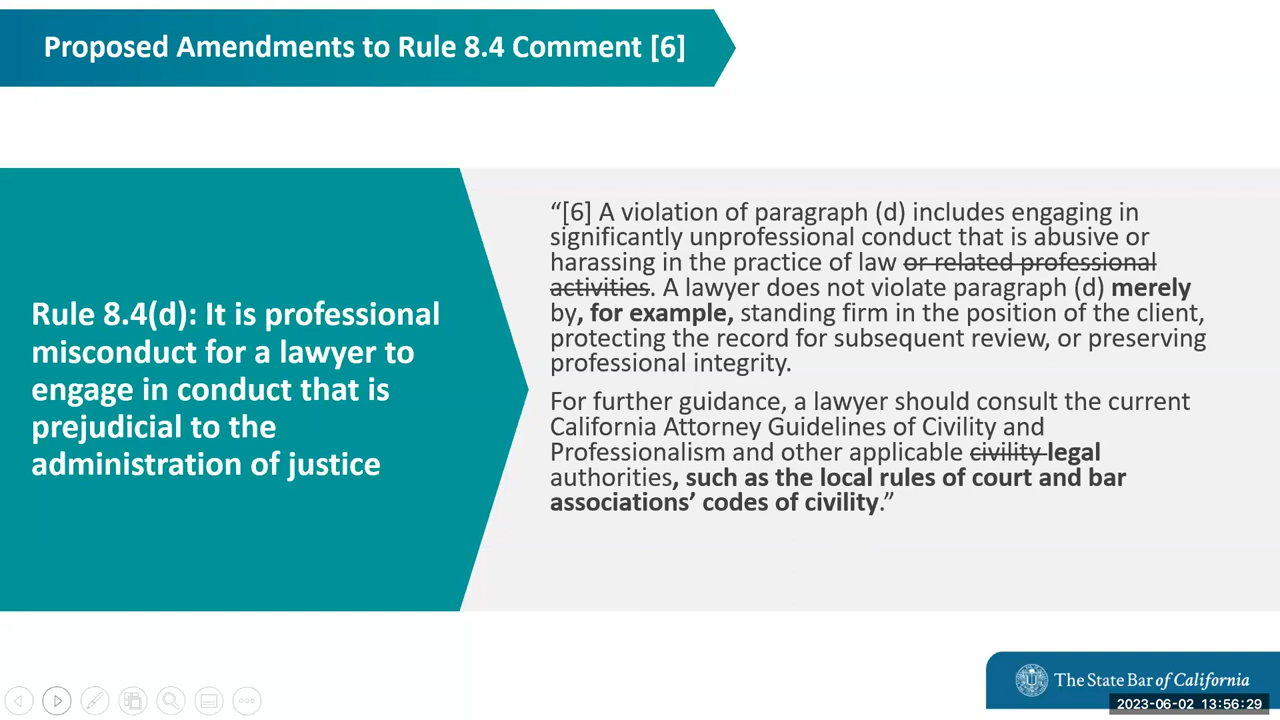 Proposed Amendments to Rule 8.4 Comment [6]
Rule 8.4(d): It is professional
misconduct for a lawyer to
engage in conduct that is
prejudicial to the
administration of justice
“[6] A violation of paragraph (d) includes engaging in
significantly unprofessional conduct that is abusive or
harassing in the practice of law or related professional
activities. A lawyer does not violate paragraph (d) merely
by, for example, standing firm in the position of the client,
protecting the record for subsequent review, or preserving
professional integrity.
For further guidance, a lawyer should consult the current
California Attorney Guidelines of Civility and
Professionalism and other applicable civility legal
authorities, such as the local rules of court and bar
associations’ codes of civility.”
The State Bar of California
2023-06-02 13:56:29